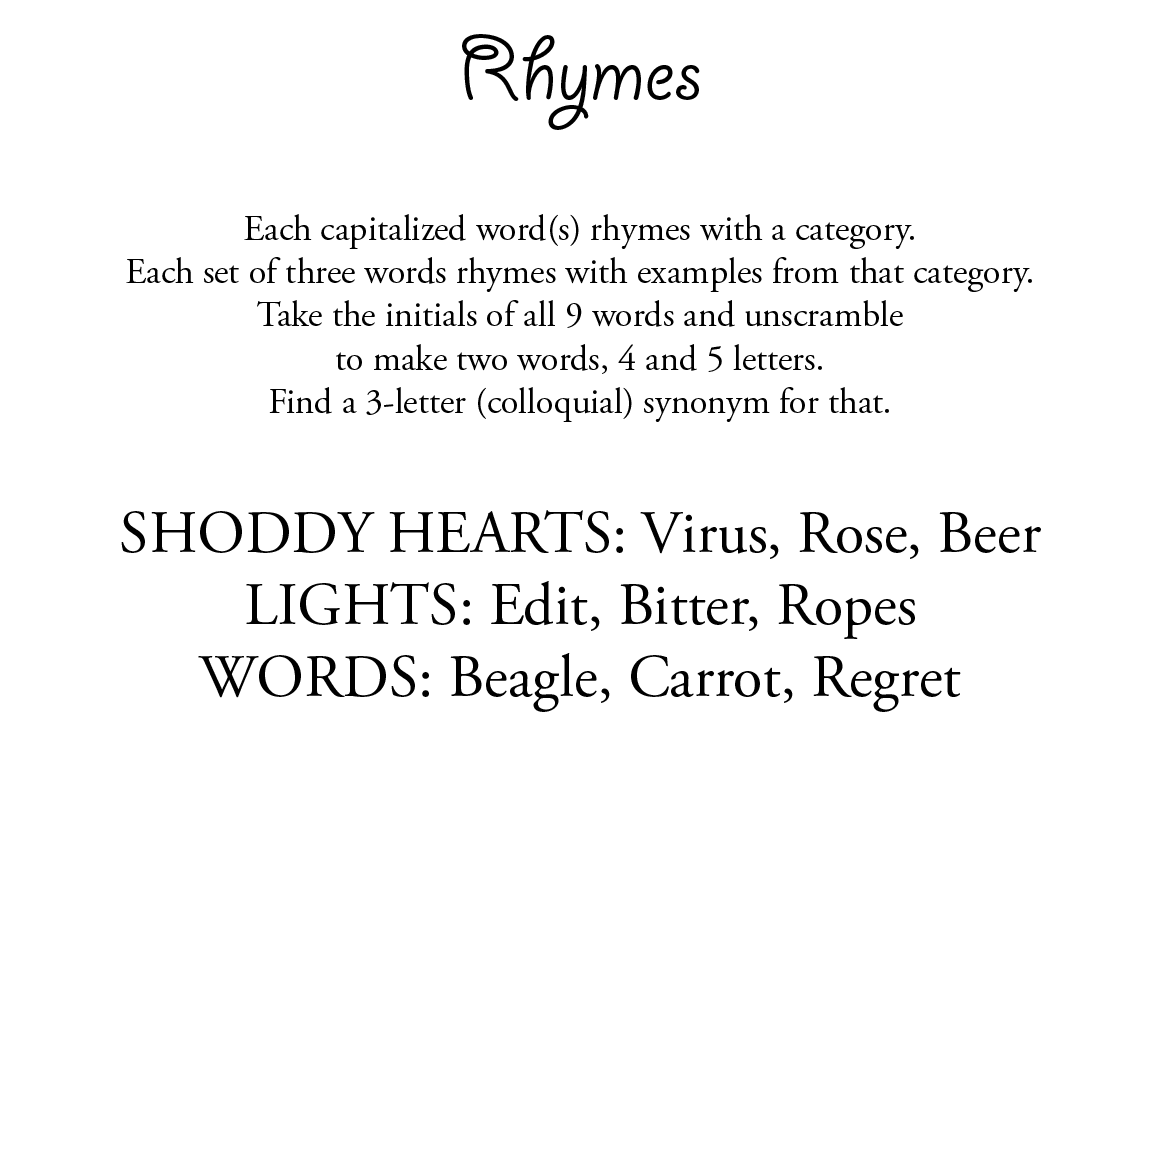 Rhymes
Each capitalized word(s) rhymes with a category.
Each set of three words rhymes with examples from that category.
Take the initials of all 9 words and unscramble
to make two words, 4 and 5 letters.
Find a 3-letter (colloquial) synonym for that.
SHODDY HEARTS: Virus, Rose, Beer
LIGHTS: Edit, Bitter, Ropes
WORDS: Beagle, Carrot, Regret